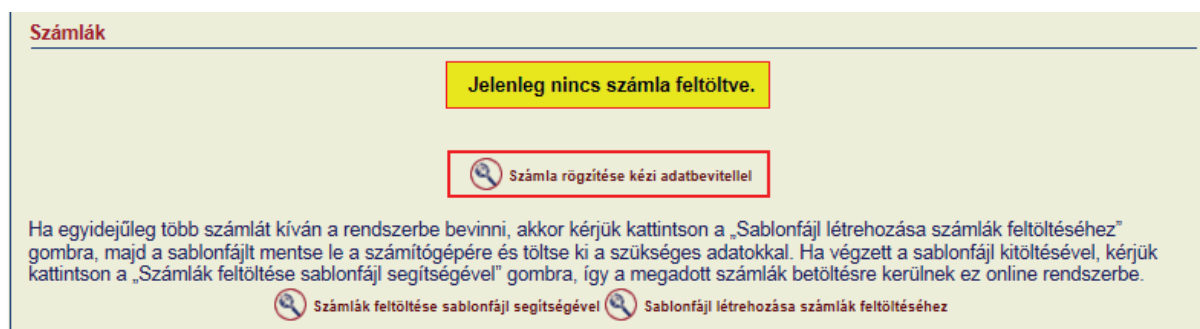 Számlák
Jelenleg nincs számla feltöltve.
Számla rögzítése kézi adatbevitellel
Ha egyidejűleg több számlát kíván a rendszerbe bevinni, akkor kérjük kattintson a „Sablonfájl létrehozása számlák feltöltéséhez”
gombra, majd a sablonfájlt mentse le a számítógépére és töltse ki a szükséges adatokkal. Ha végzett a sablonfájl kitöltésével, kérjük
kattintson a „Számlák feltöltése sablonfájl segítségével” gombra, így a megadott számlák betöltésre kerülnek ez online rendszerbe.
Számlák feltöltése sablonfájl segítségével Sablonfájl létrehozása számlák feltöltéséhez